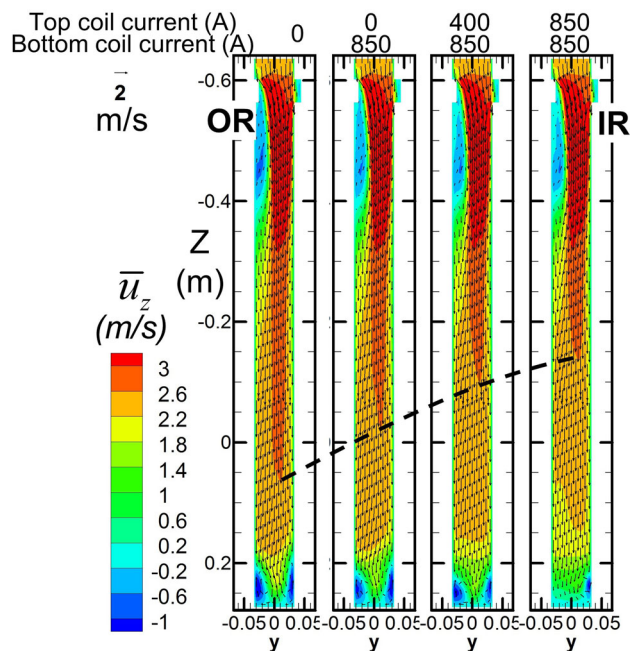 Top coil current (A) 0 0 400 850
Bottom coil current (A) 850 850 850
2
m/s
OR
IR
Z
(m)
-0.6
-0.4
-0.2
0
0.2
u̅z
(m/s)
3
2.6
2.2
1.8
1.4
1
0.6
0.2
-0.2
-0.6
-1
-0.05 0 0.05 -0.05 0 0.05 -0.05 0 0.05 -0.05 0 0.05
y y y y